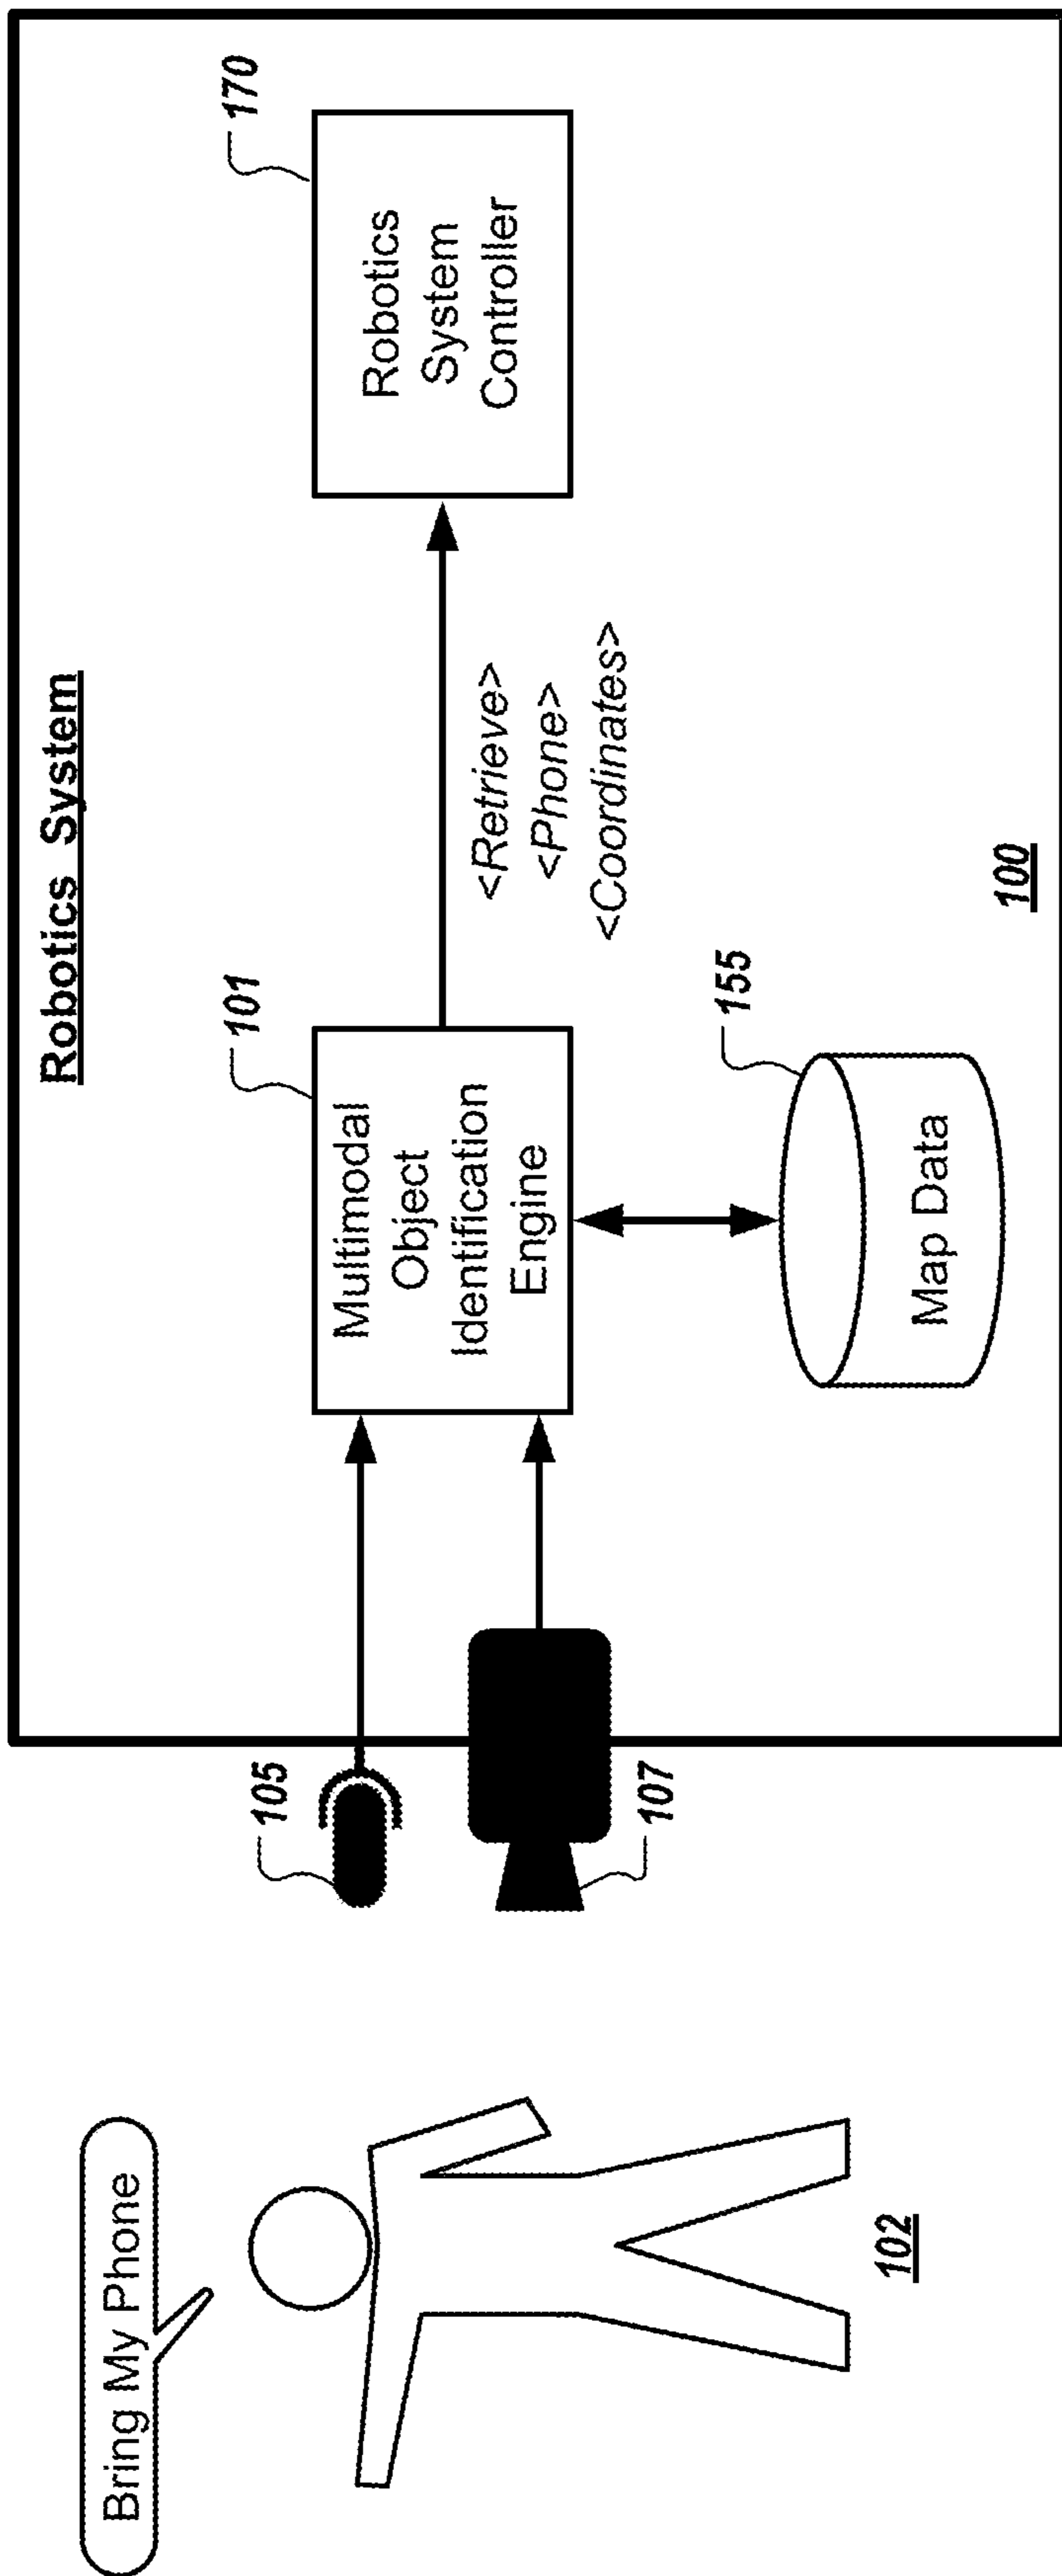 Robotics System
Bring My Phone
102
105
107
101
Multimodal
Object
Identification
Engine
155
Map Data
<Retrieve>
<Phone>
<Coordinates>
170
Robotics
System
Controller
100